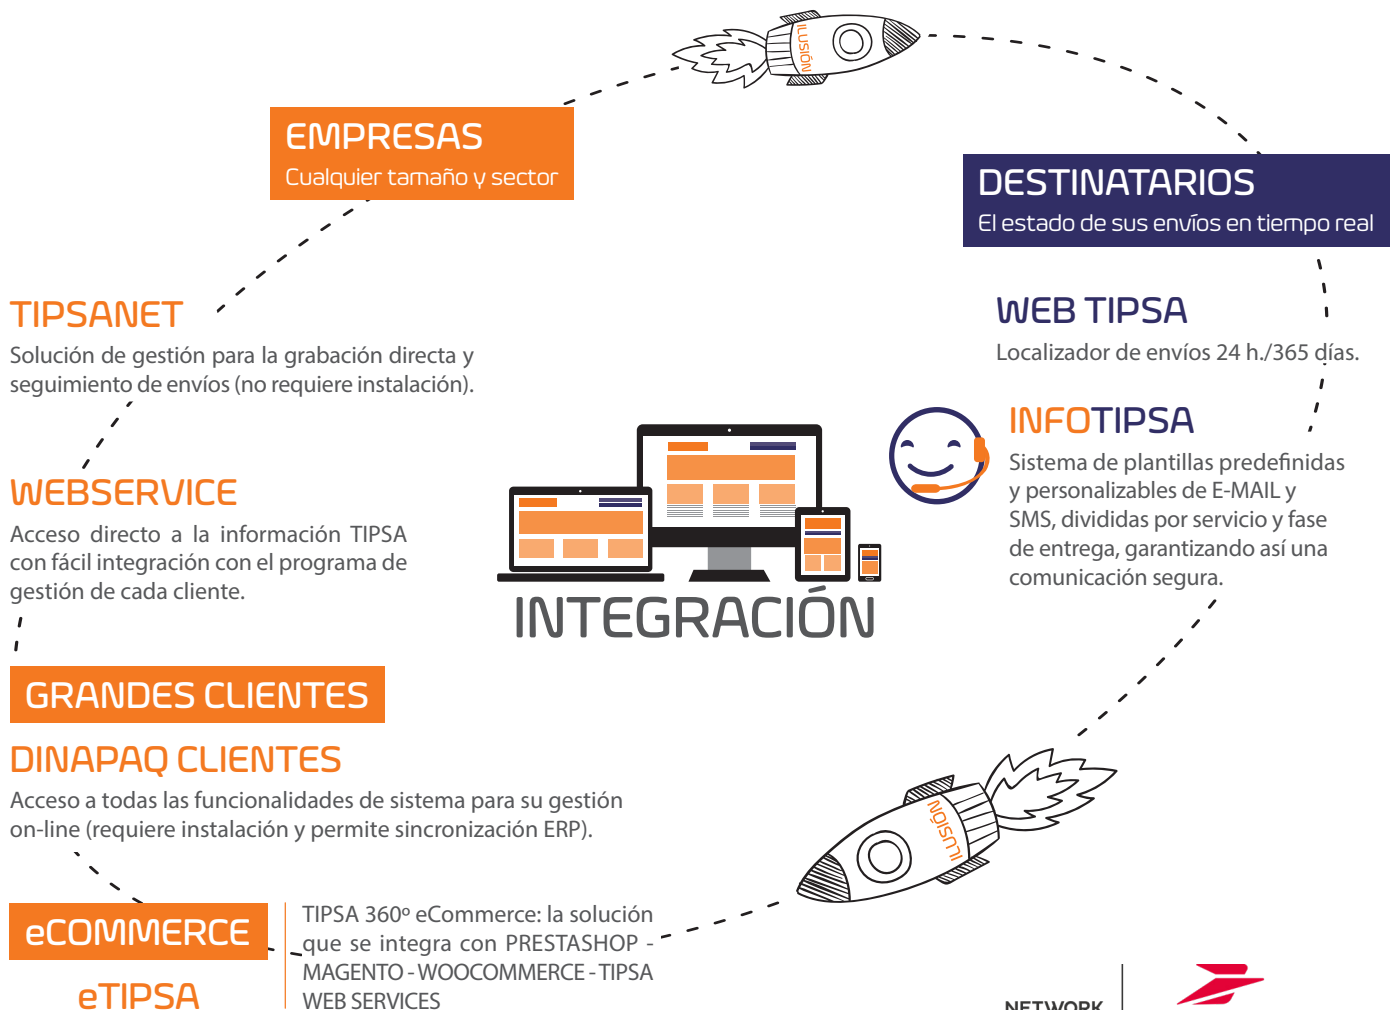 ILUSIÓN
EMPRESAS
Cualquier tamaño y sector
DESTINATARIOS
El estado de sus envíos en tiempo real
TIPSANET
Solución de gestión para la grabación directa y
seguimiento de envíos (no requiere instalación).
WEB TIPSA
Localizador de envíos 24 h./365 días.
INFOTIPSA
Sistema de plantillas predefinidas
y personalizables de E-MAIL y
SMS, divididas por servicio y fase
de entrega, garantizando así una
comunicación segura.
WEBSERVICE
Acceso directo a la información TIPSA
con fácil integración con el programa de
gestión de cada cliente.
INTEGRACIÓN
GRANDES CLIENTES
DINAPAQ CLIENTES
Acceso a todas las funcionalidades de sistema para su gestión
on-line (requiere instalación y permite sincronización ERP).
ILUSIÓN
eCOMMERCE
eTIPSA
TIPSA 360º eCommerce: la solución
que se integra con PRESTASHOP -
MAGENTO - WOOCOMMERCE - TIPSA
WEB SERVICES
NETWORK